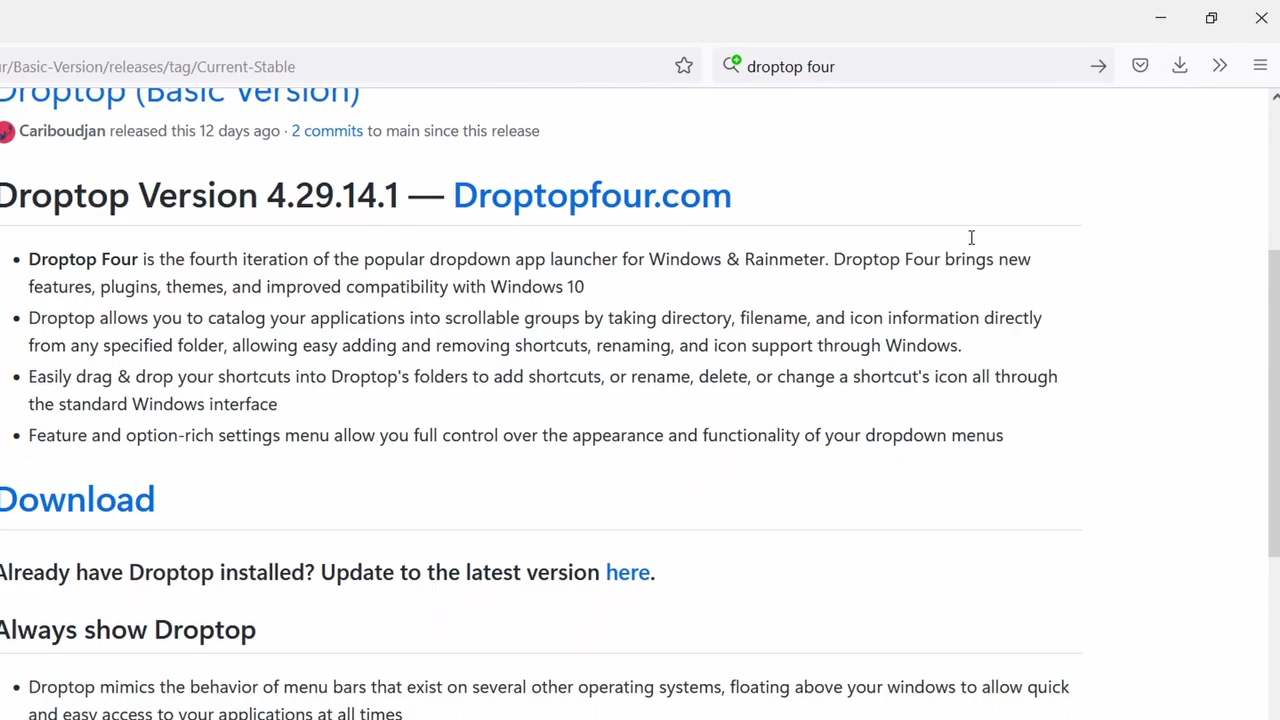 r/Basic-Version/releases/tag/Current-Stable
droptop four
Droptop (Basic Version)
Cariboudjan released this 12 days ago · 2 commits to main since this release
Droptop Version 4.29.14.1 — Droptopfour.com
• Droptop Four is the fourth iteration of the popular dropdown app launcher for Windows & Rainmeter. Droptop Four brings new
features, plugins, themes, and improved compatibility with Windows 10
• Droptop allows you to catalog your applications into scrollable groups by taking directory, filename, and icon information directly
from any specified folder, allowing easy adding and removing shortcuts, renaming, and icon support through Windows.
• Easily drag & drop your shortcuts into Droptop's folders to add shortcuts, or rename, delete, or change a shortcut's icon all through
the standard Windows interface
• Feature and option-rich settings menu allow you full control over the appearance and functionality of your dropdown menus
Download
Already have Droptop installed? Update to the latest version here.
Always show Droptop
• Droptop mimics the behavior of menu bars that exist on several other operating systems, floating above your windows to allow quick
and easy access to your applications at all times